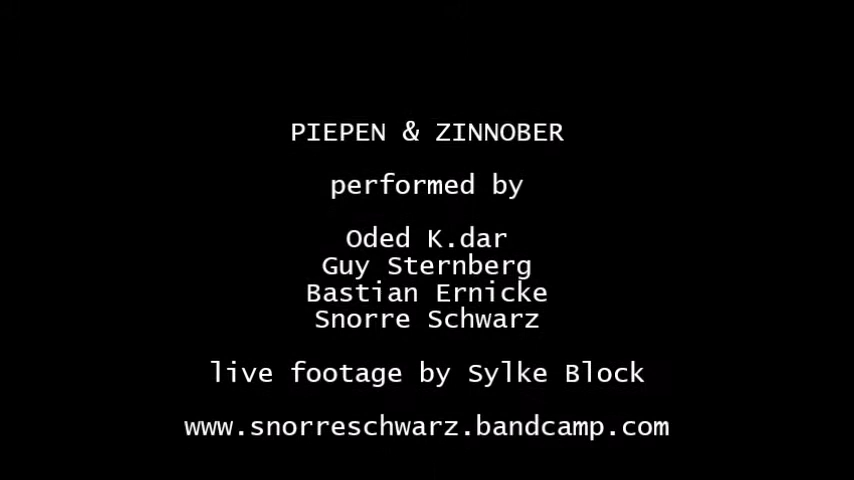 PIEPEN & ZINNOBER
performed by
Oded K.dar
Guy Sternberg
Bastian Ernicke
Snorre Schwarz
live footage by Sylke Block
www.snorreschwarz.bandcamp.com